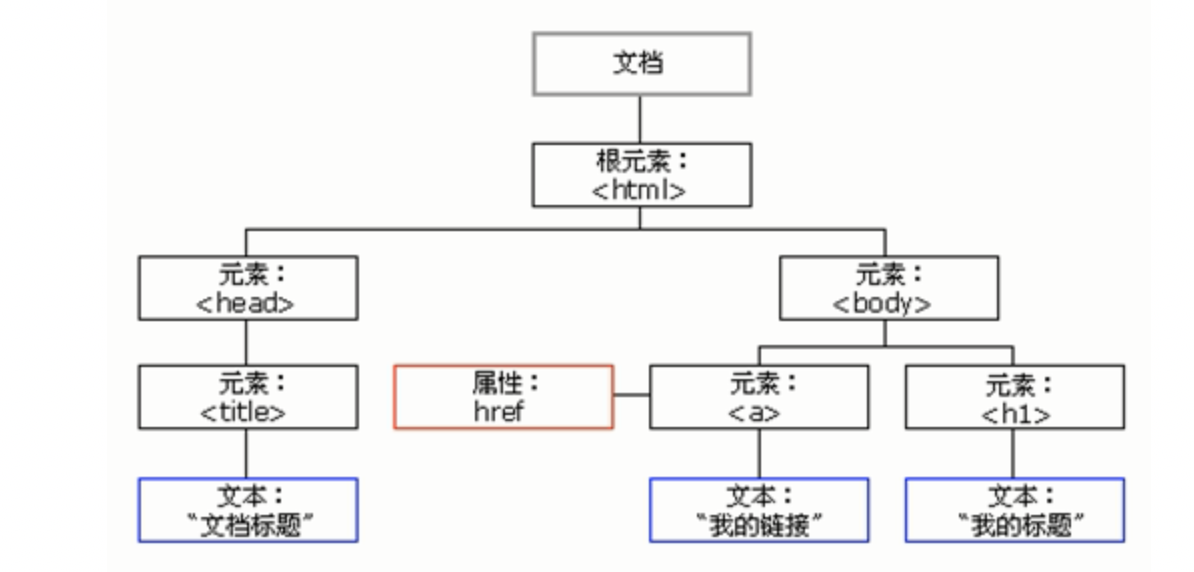 文档
根元素：
<html>
元素：
<head>
元素：
<body>
元素：
<title>
属性：
href
元素：
<a>
元素：
<h1>
文本：
“文档标题”
文本：
“我的链接”
文本：
“我的标题”